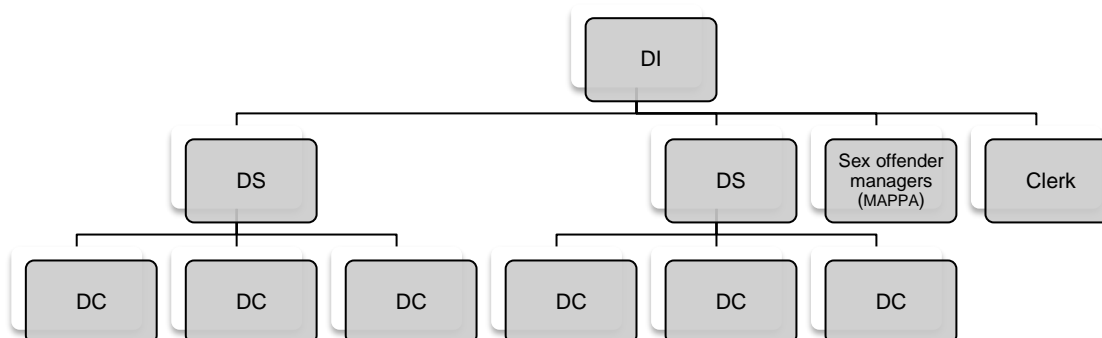 DI
DS
DS
Sex offender
managers
(MAPPA)
Clerk
DC
DC
DC
DC
DC
DC